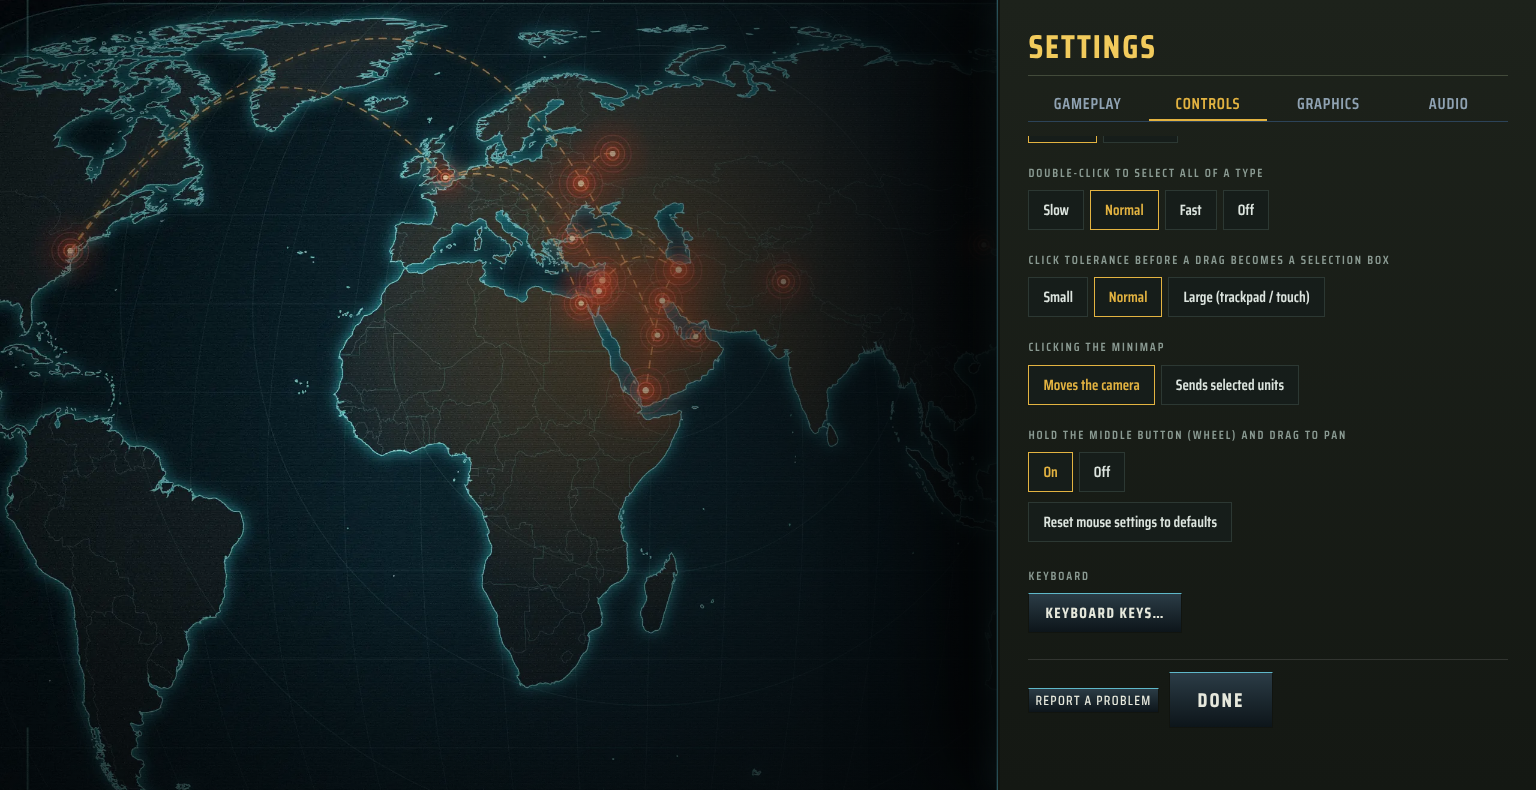 SETTINGS
GAMEPLAY CONTROLS GRAPHICS AUDIO
DOUBLE-CLICK TO SELECT ALL OF A TYPE
Slow Normal Fast Off
CLICK TOLERANCE BEFORE A DRAG BECOMES A SELECTION BOX
Small Normal Large (trackpad / touch)
CLICKING THE MINIMAP
Moves the camera Sends selected units
HOLD THE MIDDLE BUTTON (WHEEL) AND DRAG TO PAN
On Off
Reset mouse settings to defaults
KEYBOARD
KEYBOARD KEYS...
REPORT A PROBLEM DONE